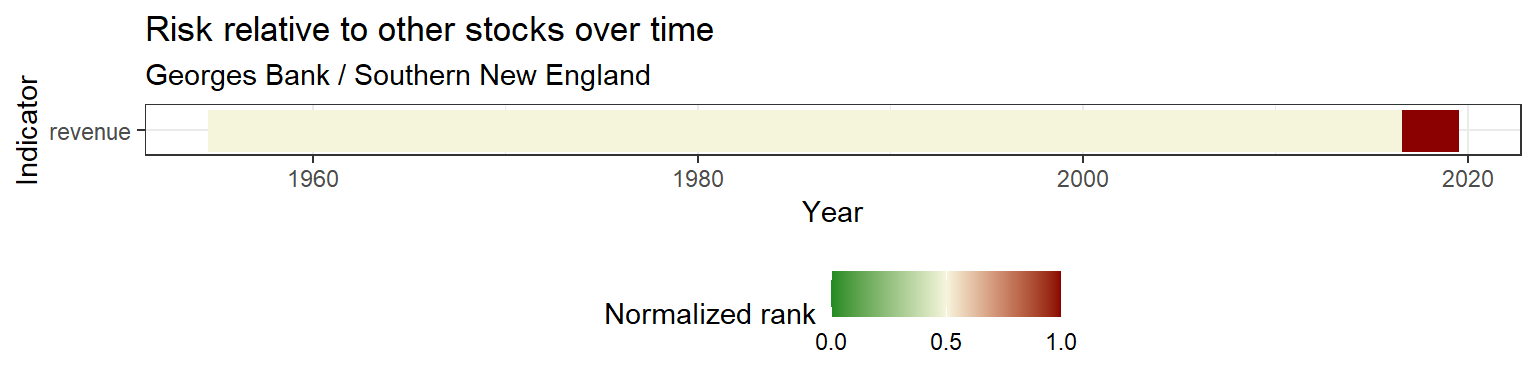 Risk relative to other stocks over time
Georges Bank / Southern New England
Indicator
revenue
1960 1980 2000 2020
Year
Normalized rank
0.0 0.5 1.0